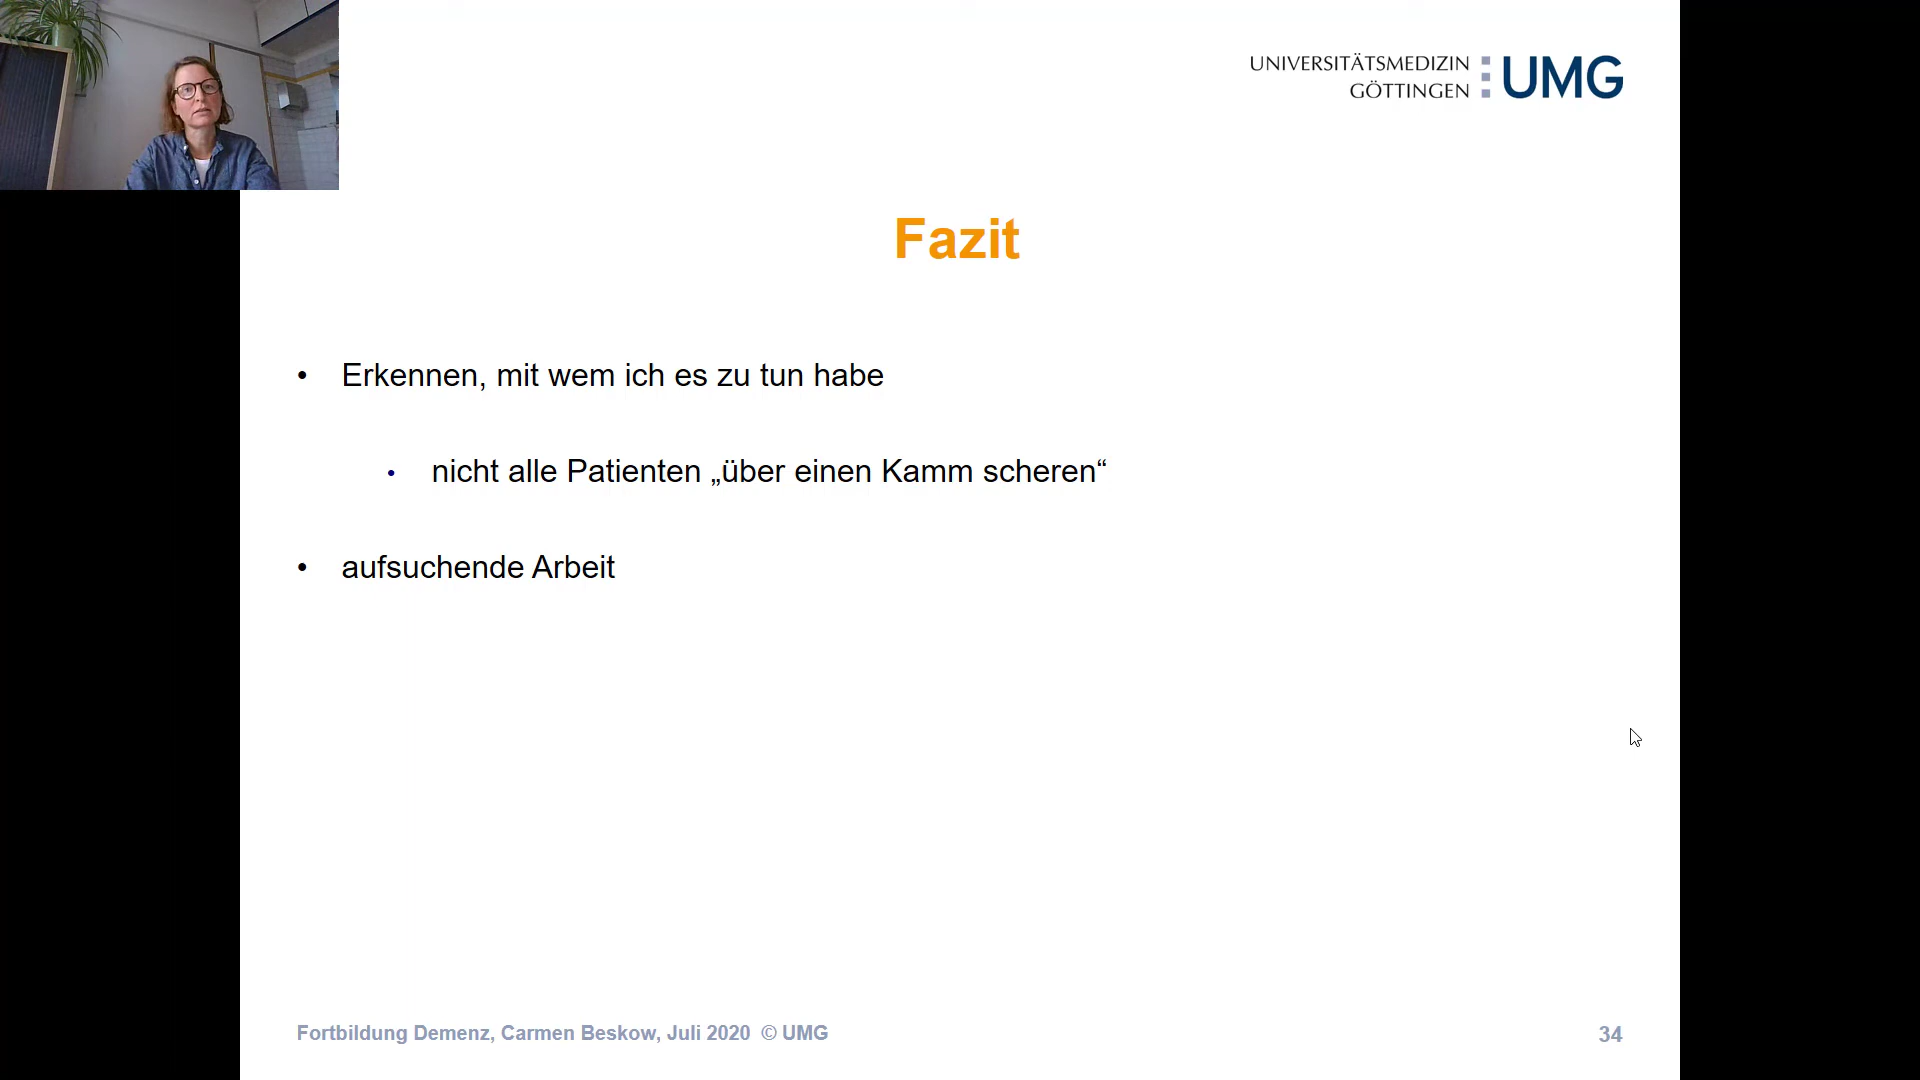 UNIVERSITÄTSMEDIZIN
GÖTTINGEN
UMG
Fazit
• Erkennen, mit wem ich es zu tun habe
• nicht alle Patienten „über einen Kamm scheren“
• aufsuchende Arbeit
Fortbildung Demenz, Carmen Beskow, Juli 2020 © UMG
34